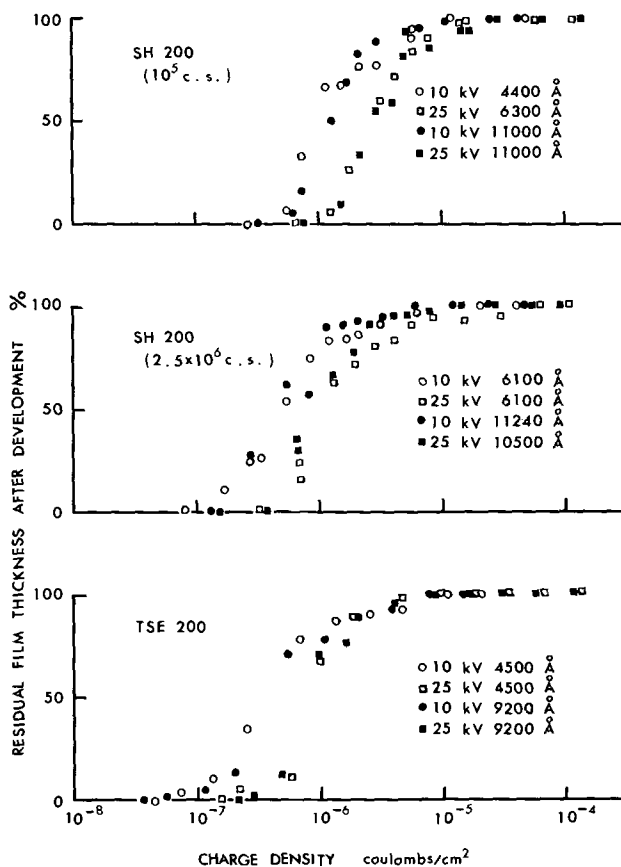 RESIDUAL FILM THICKNESS AFTER DEVELOPMENT %
100
50
0
SH 200
(10⁵ c.s.)
○ 10 kV 4400 Å
□ 25 kV 6300 Å
● 10 kV 11000 Å
■ 25 kV 11000 Å
100
50
0
SH 200
(2.5x10⁶ c.s.)
○ 10 kV 6100 Å
□ 25 kV 6100 Å
● 10 kV 11240 Å
■ 25 kV 10500 Å
100
50
0
TSE 200
○ 10 kV 4500 Å
□ 25 kV 4500 Å
● 10 kV 9200 Å
■ 25 kV 9200 Å
10⁻⁸ 10⁻⁷ 10⁻⁶ 10⁻⁵ 10⁻⁴
CHARGE DENSITY coulombs/cm²